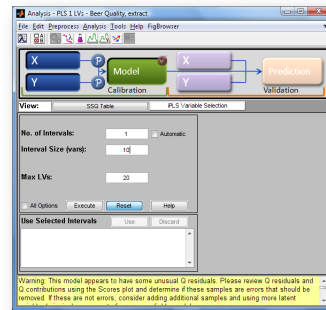 Analysis - PLS 1 LVs - Beer Quality, extract
File Edit Preprocess Analysis Tools Help FigBrowser
X
P
Model
X
Prediction
Y
P
Calibration
Y
Validation
View:
SSQ Table
iPLS Variable Selection
No. of Intervals:
1
Automatic
Interval Size (vars):
10
Max LVs:
20
All Options
Execute
Reset
Help
Use Selected Intervals
Use
Discard
Warning: This model appears to have some unusual Q residuals. Please review Q residuals and
Q contributions using the Scores plot and determine if these samples are errors that should be
removed. If these are not errors, consider adding additional samples and using more latent